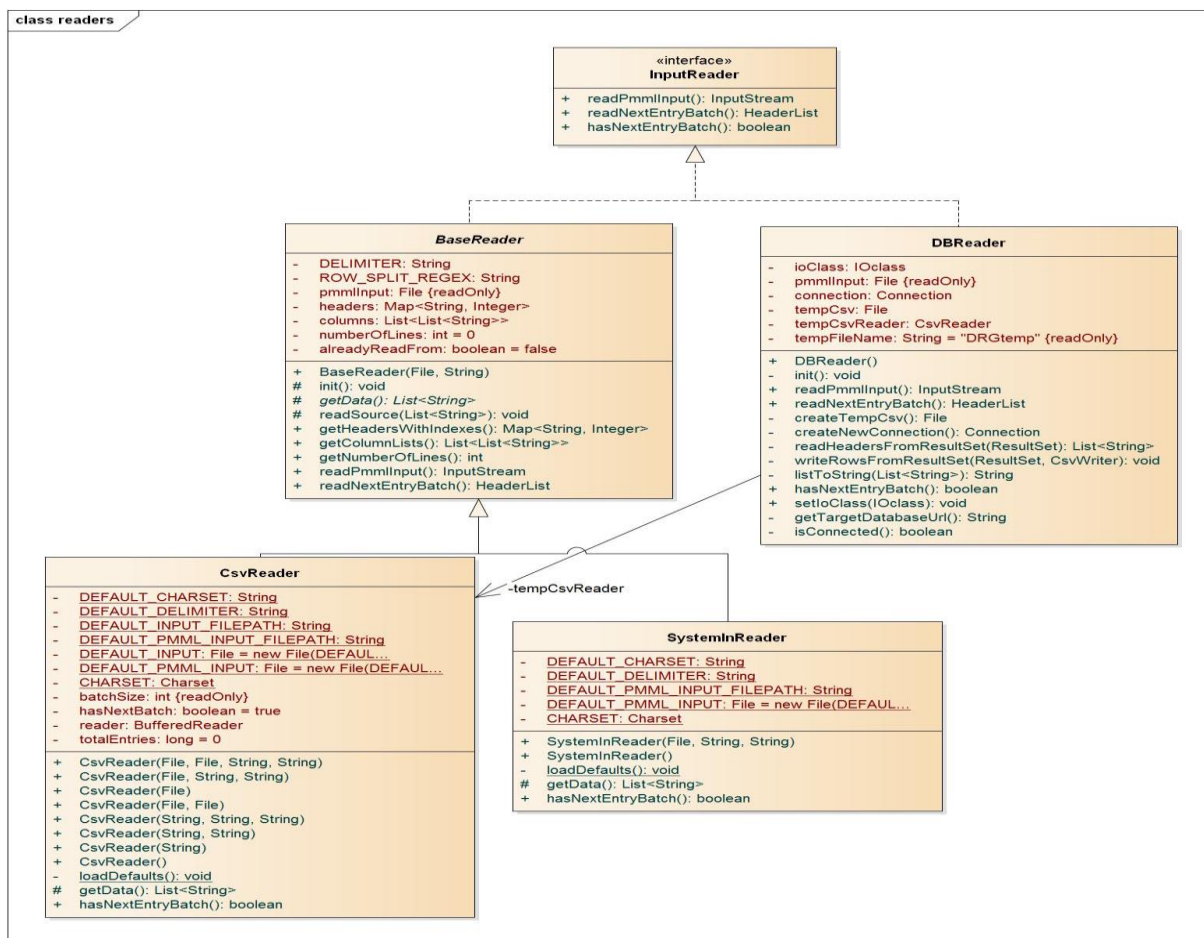 class readers
«interface»
InputReader
+ readPmmlInput(): InputStream
+ readNextEntryBatch(): HeaderList
+ hasNextEntryBatch(): boolean
BaseReader
- DELIMITER: String
- ROW_SPLIT_REGEX: String
- pmmlInput: File {readOnly}
- headers: Map<String, Integer>
- columns: List<List<String>>
- numberOfLines: int = 0
- alreadyReadFrom: boolean = false
+ BaseReader(File, String)
# init(): void
# getData(): List<String>
# readSource(List<String>): void
+ getHeadersWithIndexes(): Map<String, Integer>
+ getColumnLists(): List<List<String>>
+ getNumberOfLines(): int
+ readPmmlInput(): InputStream
+ readNextEntryBatch(): HeaderList
DBReader
- ioClass: IOclass
- pmmlInput: File {readOnly}
- connection: Connection
- tempCsv: File
- tempCsvReader: CsvReader
- tempFileName: String = "DRGtemp" {readOnly}
+ DBReader()
- init(): void
+ readPmmlInput(): InputStream
+ readNextEntryBatch(): HeaderList
- createTempCsv(): File
- createNewConnection(): Connection
- readHeadersFromResultSet(ResultSet): List<String>
- writeRowsFromResultSet(ResultSet, CsvWriter): void
- listToString(List<String>): String
+ hasNextEntryBatch(): boolean
+ setIoClass(IOclass): void
- getTargetDatabaseUrl(): String
- isConnected(): boolean
CsvReader
- DEFAULT_CHARSET: String
- DEFAULT_DELIMITER: String
- DEFAULT_INPUT_FILEPATH: String
- DEFAULT_PMML_INPUT_FILEPATH: String
- DEFAULT_INPUT: File = new File(DEFAUL...
- DEFAULT_PMML_INPUT: File = new File(DEFAUL...
- CHARSET: Charset
- batchSize: int {readOnly}
- hasNextBatch: boolean = true
- reader: BufferedReader
- totalEntries: long = 0
+ CsvReader(File, File, String, String)
+ CsvReader(File, String, String)
+ CsvReader(File)
+ CsvReader(File, File)
+ CsvReader(String, String, String)
+ CsvReader(String, String)
+ CsvReader(String)
+ CsvReader()
- loadDefaults(): void
# getData(): List<String>
+ hasNextEntryBatch(): boolean
-tempCsvReader
SystemInReader
- DEFAULT_CHARSET: String
- DEFAULT_DELIMITER: String
- DEFAULT_PMML_INPUT_FILEPATH: String
- DEFAULT_PMML_INPUT: File = new File(DEFAUL...
- CHARSET: Charset
+ SystemInReader(File, String, String)
+ SystemInReader()
- loadDefaults(): void
# getData(): List<String>
+ hasNextEntryBatch(): boolean